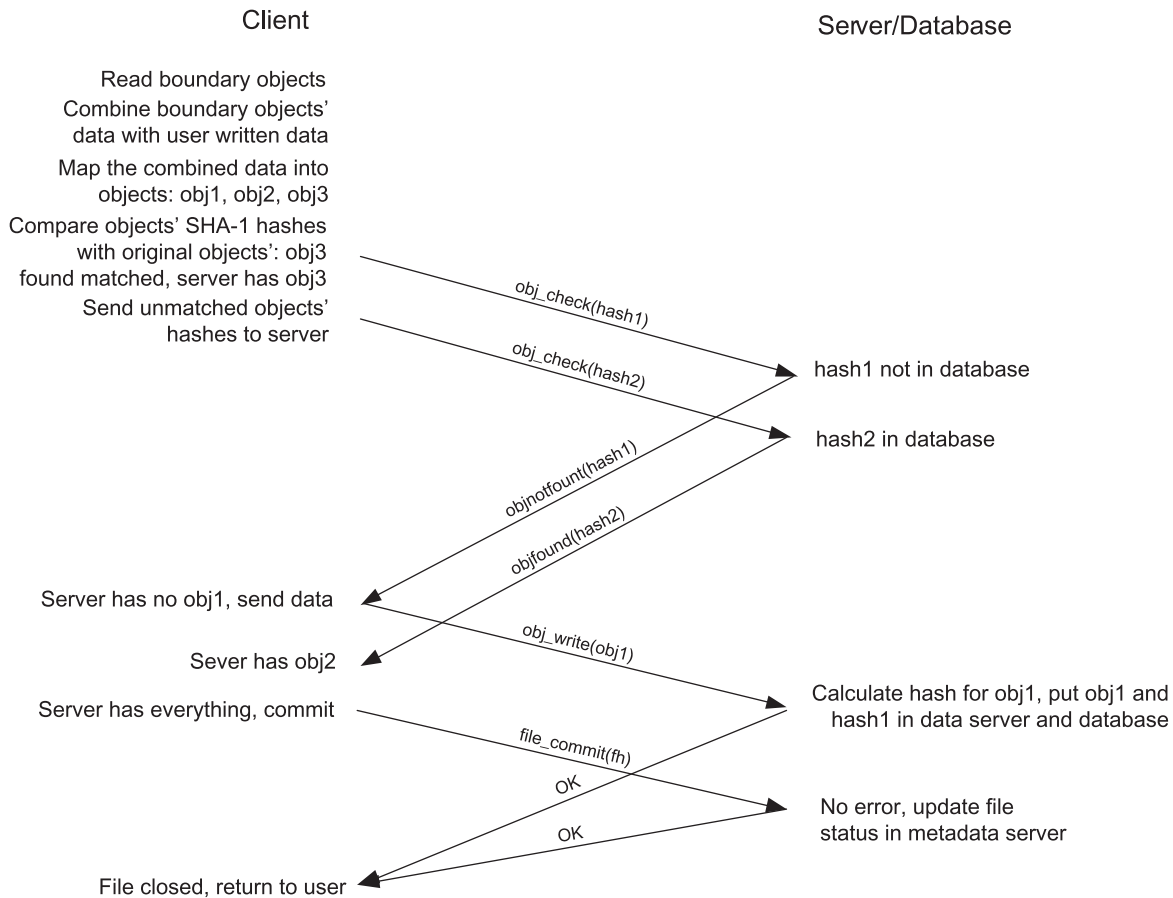 Client
Server/Database
Read boundary objects
Combine boundary objects’
data with user written data
Map the combined data into
objects: obj1, obj2, obj3
Compare objects’ SHA-1 hashes
with original objects’: obj3
found matched, server has obj3
Send unmatched objects’
hashes to server
obj_check(hash1)
obj_check(hash2)
hash1 not in database
hash2 in database
objnotfount(hash1)
objfound(hash2)
Server has no obj1, send data
obj_write(obj1)
Sever has obj2
Server has everything, commit
Calculate hash for obj1, put obj1 and
hash1 in data server and database
file_commit(fh)
OK
No error, update file
status in metadata server
OK
File closed, return to user